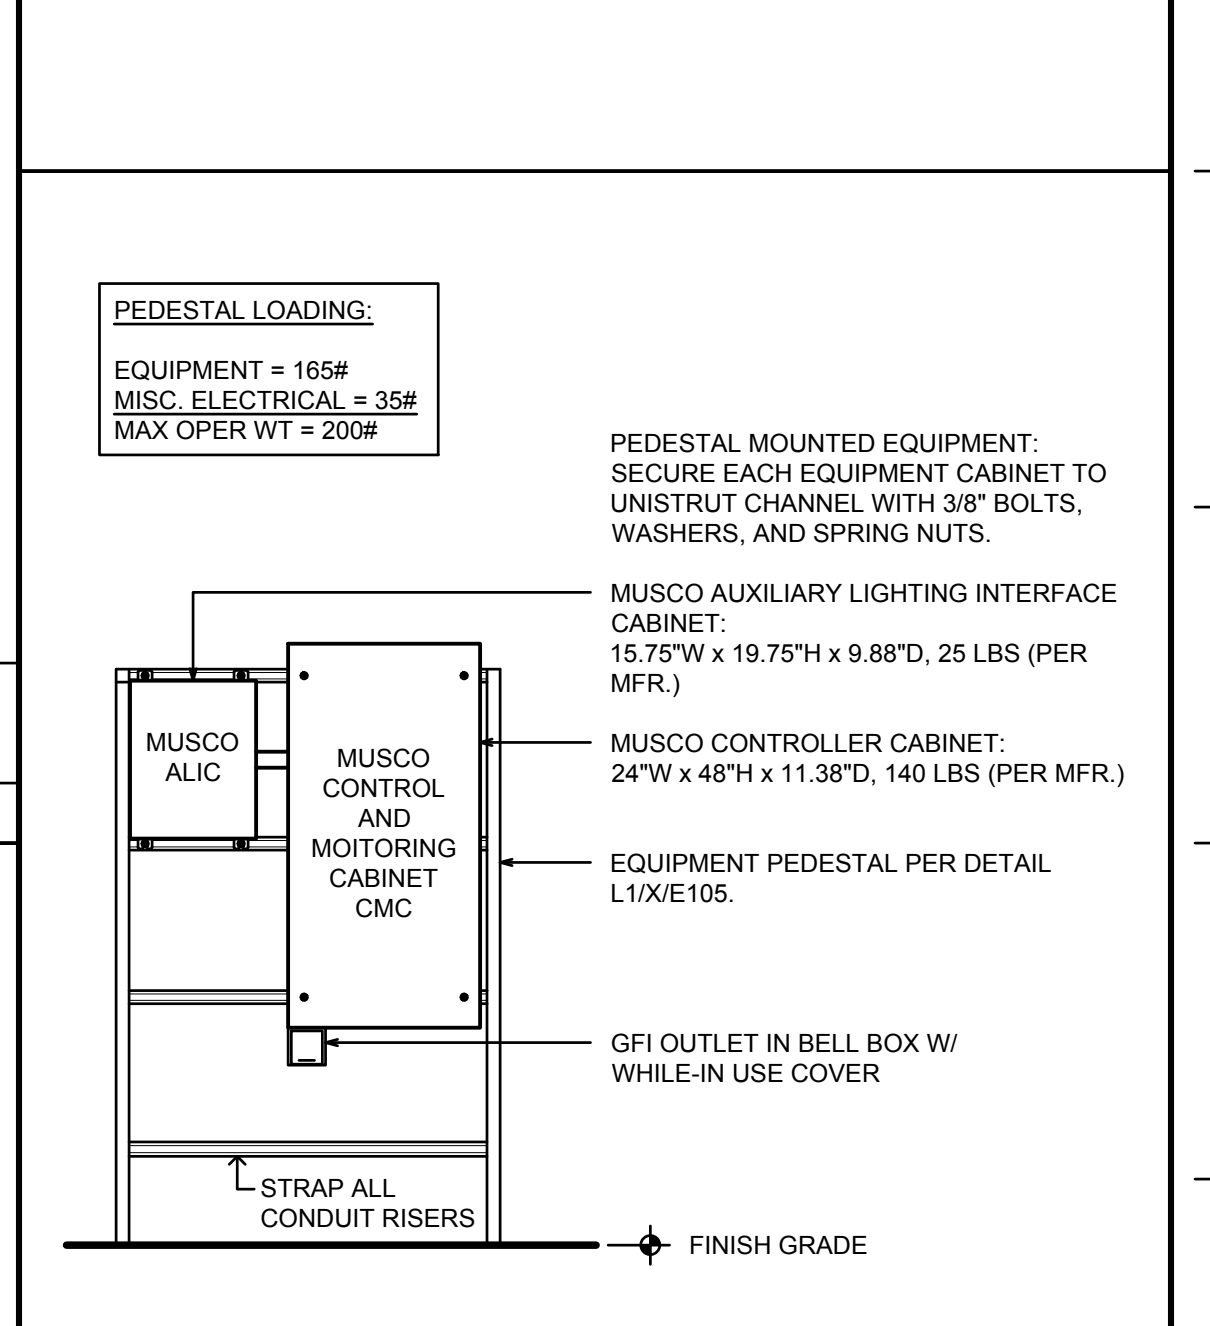 PEDESTAL LOADING:
EQUIPMENT = 165#
MISC. ELECTRICAL = 35#
MAX OPER WT = 200#
PEDESTAL MOUNTED EQUIPMENT:
SECURE EACH EQUIPMENT CABINET TO
UNISTRUT CHANNEL WITH 3/8" BOLTS,
WASHERS, AND SPRING NUTS.
MUSCO AUXILIARY LIGHTING INTERFACE
CABINET:
15.75"W x 19.75"H x 9.88"D, 25 LBS (PER
MFR.)
MUSCO
ALIC
MUSCO
CONTROL
AND
MOITORING
CABINET
CMC
MUSCO CONTROLLER CABINET:
24"W x 48"H x 11.38"D, 140 LBS (PER MFR.)
EQUIPMENT PEDESTAL PER DETAIL
L1/X/E105.
GFI OUTLET IN BELL BOX W/
WHILE-IN USE COVER
STRAP ALL
CONDUIT RISERS
FINISH GRADE